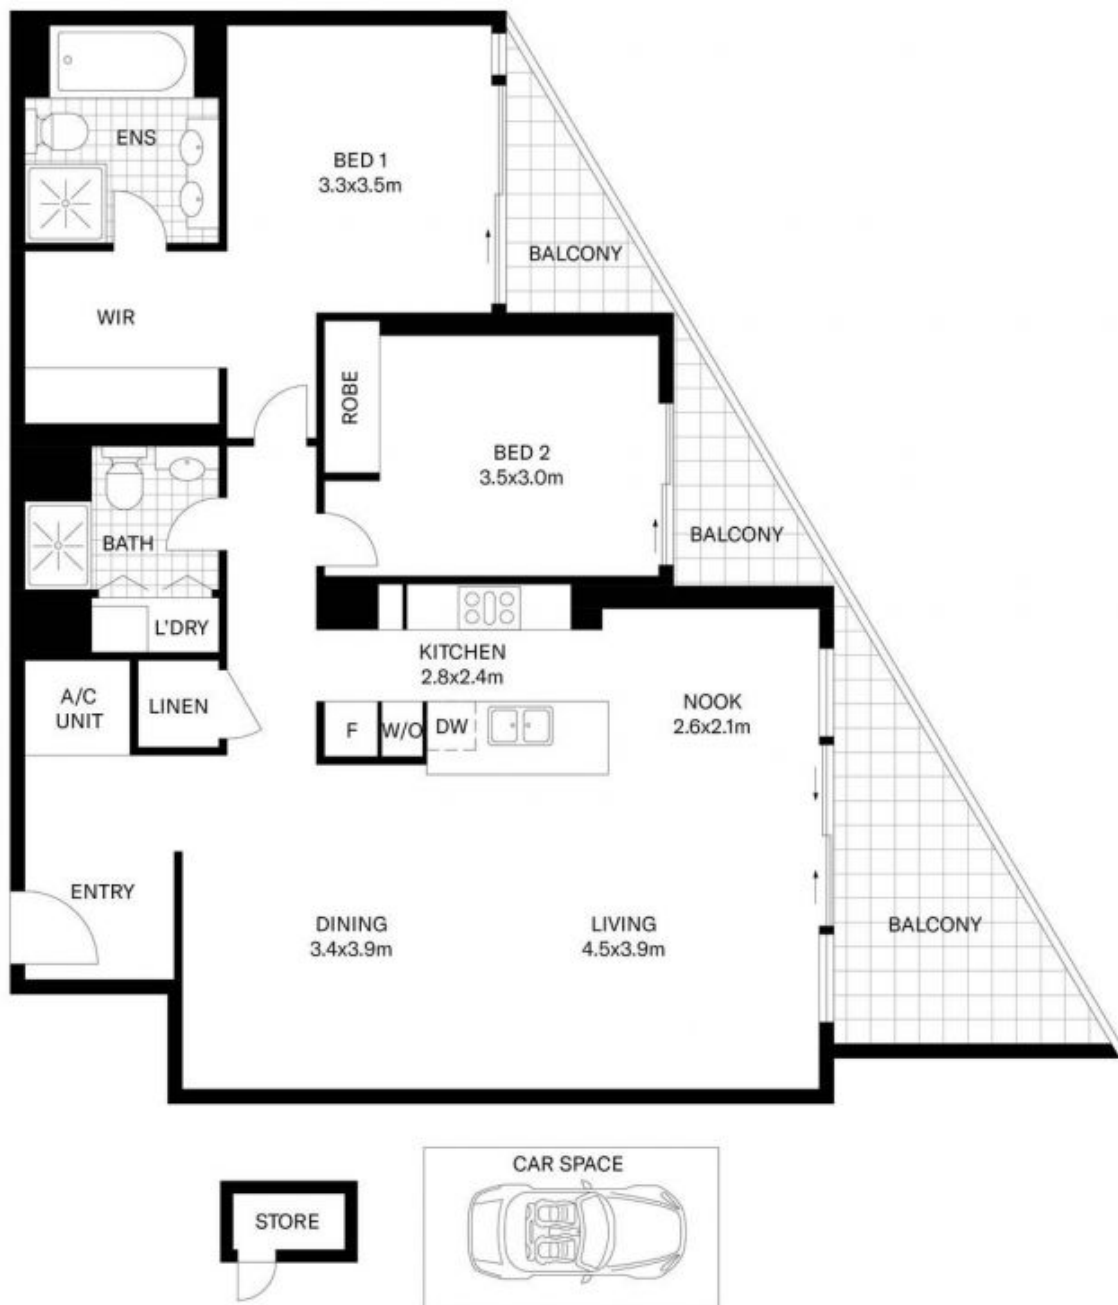 ENS
BED 1
3.3x3.5m
BALCONY
WIR
ROBE
BED 2
3.5x3.0m
BALCONY
BATH
L'DRY
KITCHEN
2.8x2.4m
A/C
UNIT
LINEN
NOOK
2.6x2.1m
F
W/O
DW
ENTRY
DINING
3.4x3.9m
LIVING
4.5x3.9m
BALCONY
STORE
CAR SPACE